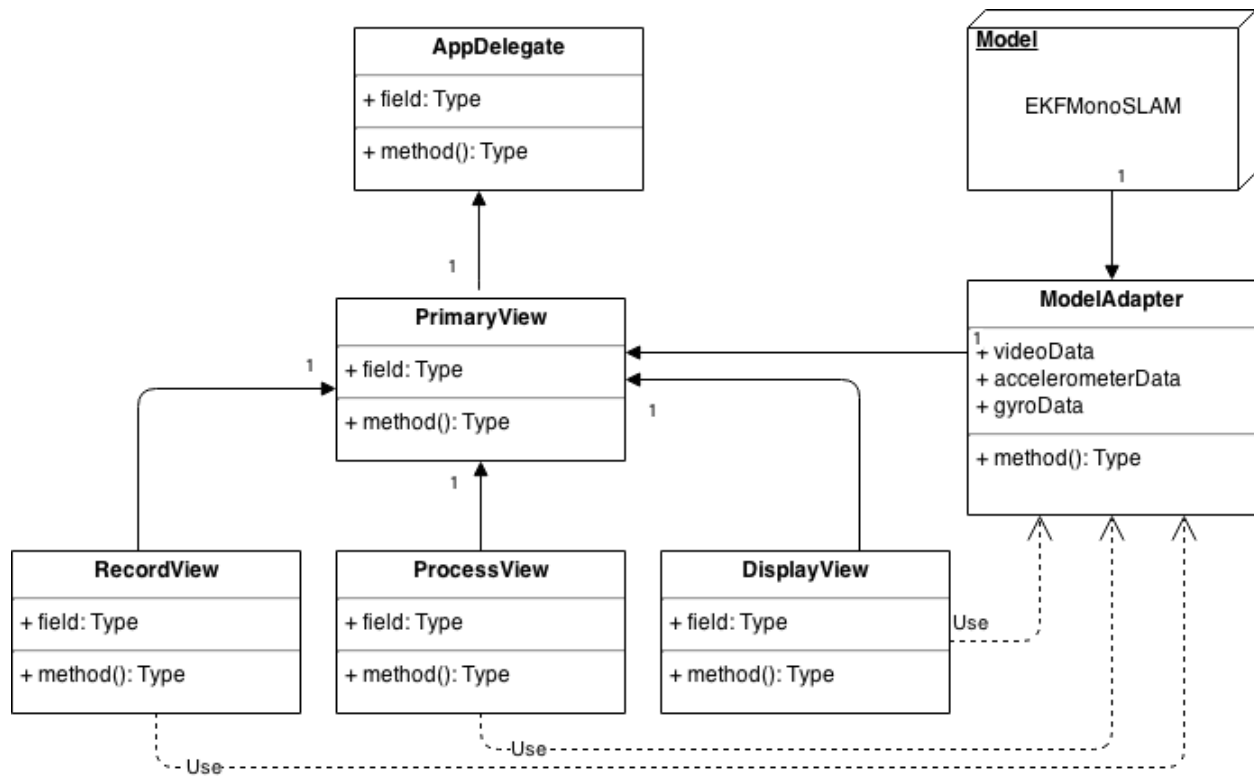 AppDelegate
+ field: Type
+ method(): Type
Model
EKFMonoSLAM
1
1
PrimaryView
+ field: Type
+ method(): Type
ModelAdapter
1
+ videoData
+ accelerometerData
+ gyroData
+ method(): Type
1
1
1
RecordView
+ field: Type
+ method(): Type
ProcessView
+ field: Type
+ method(): Type
DisplayView
+ field: Type
+ method(): Type
Use
Use
Use